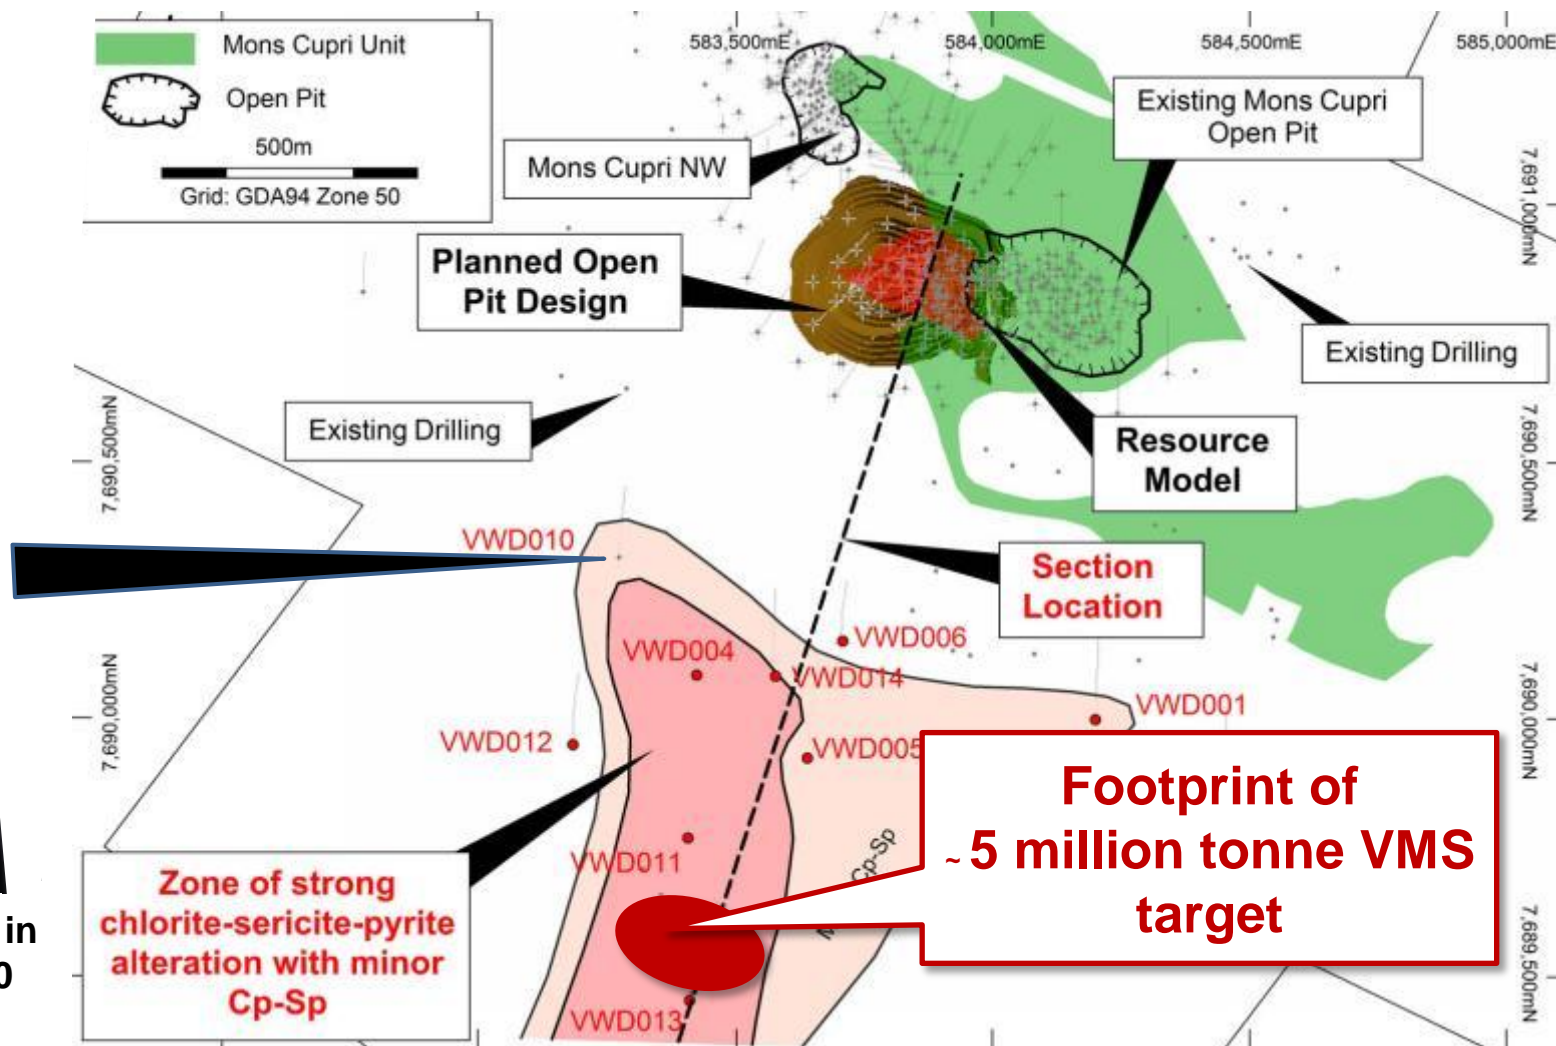 Mons Cupri Unit
Open Pit
500m
Grid: GDA94 Zone 50
583,500mE
584,000mE
584,500mE
585,000mE
Existing Mons Cupri
Open Pit
Mons Cupri NW
7,691,000mN
Planned Open
Pit Design
Existing Drilling
Existing Drilling
7,690,500mN
7,690,500mN
Resource
Model
VWD010
Section
Location
VWD006
VWD004
VWD014
VWD001
7,690,000mN
7,690,000mN
VWD012
VWD005
Footprint of
~5 million tonne VMS
target
Cp-Sp
VWD011
Zone of strong
chlorite-sericite-pyrite
alteration with minor
Cp-Sp
in
0
7,689,500mN
VWD013